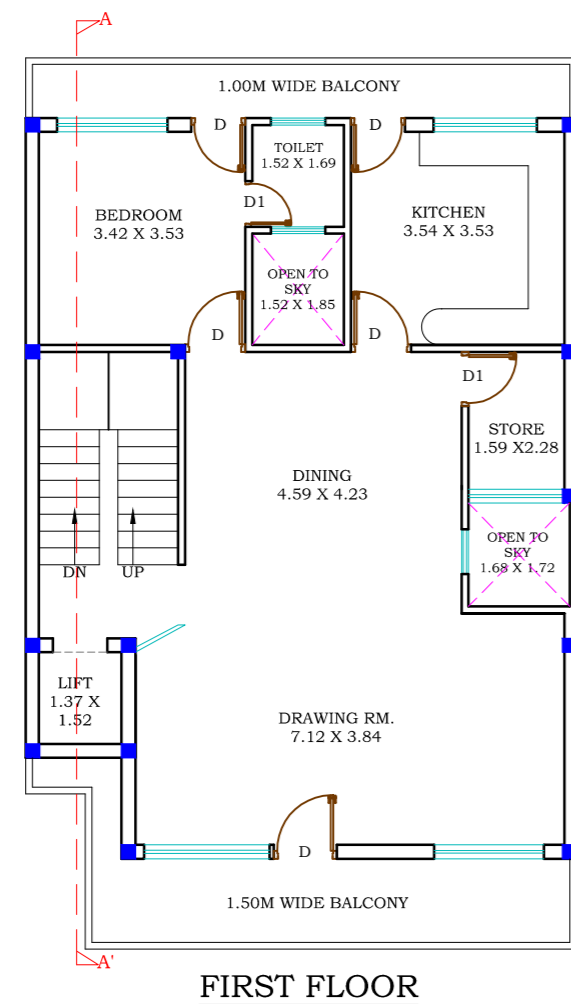 A
1.00M WIDE BALCONY
D
D
TOILET
1.52 X 1.69
D1
BEDROOM
3.42 X 3.53
KITCHEN
3.54 X 3.53
OPEN TO
SKY
1.52 X 1.85
D
D
D1
STORE
1.59 X2.28
DINING
4.59 X 4.23
OPEN TO
SKY
1.68 X 1.72
DN
UP
LIFT
1.37 X
1.52
DRAWING RM.
7.12 X 3.84
D
1.50M WIDE BALCONY
A'
FIRST FLOOR